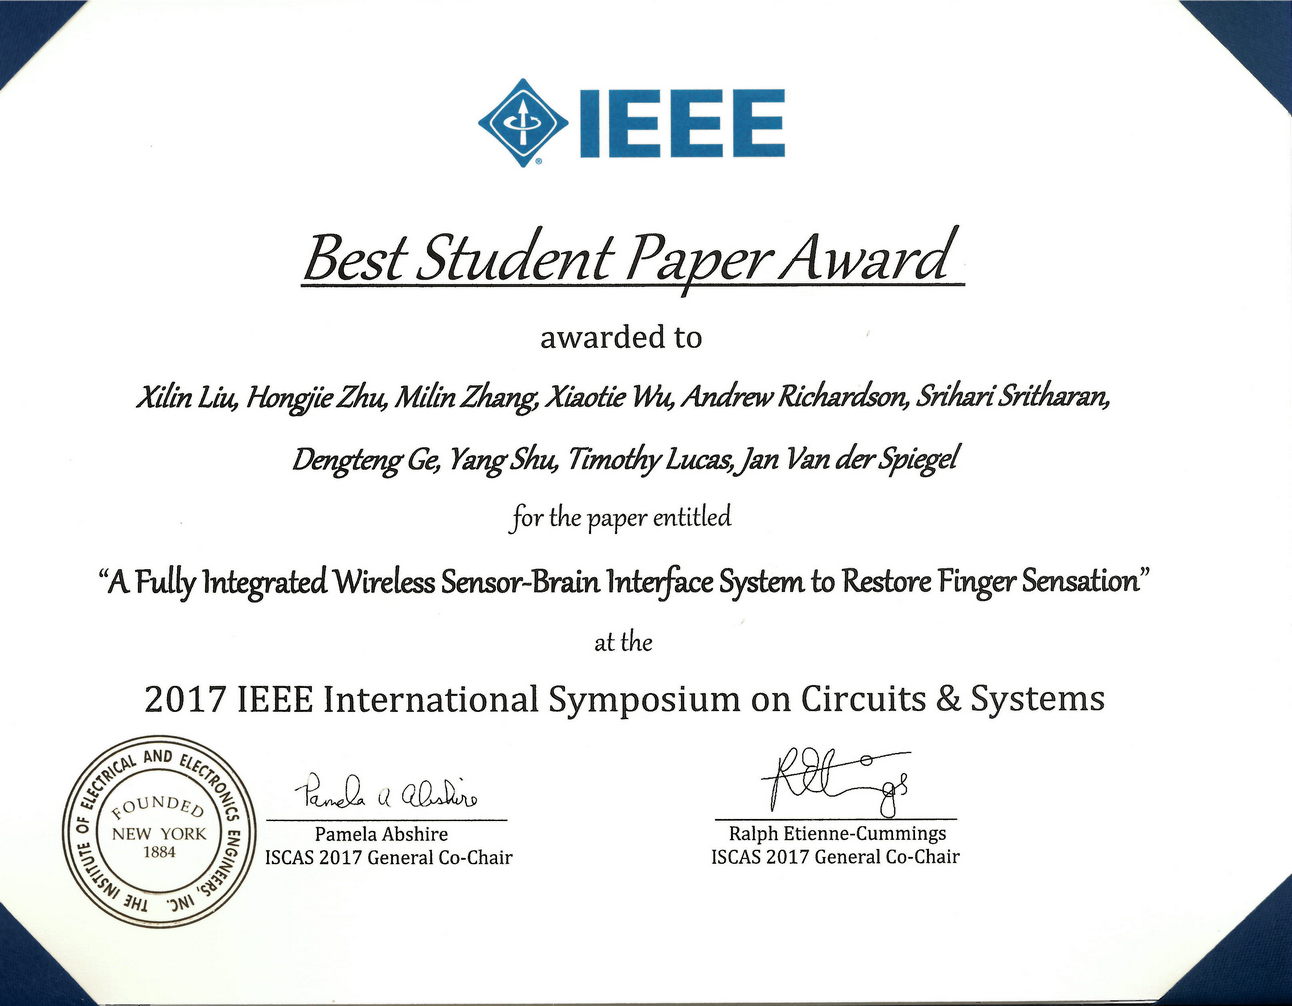 IEEE
®
Best Student Paper Award
awarded to
Xilin Liu, Hongjie Zhu, Milin Zhang, Xiaotie Wu, Andrew Richardson, Srihari Sritharan,
Dengteng Ge, Yang Shu, Timothy Lucas, Jan Van der Spiegel
for the paper entitled
“A Fully Integrated Wireless Sensor-Brain Interface System to Restore Finger Sensation”
at the
2017 IEEE International Symposium on Circuits & Systems
THE INSTITUTE OF ELECTRICAL AND ELECTRONICS ENGINEERS, INC.
FOUNDED
NEW YORK
1884
Pamela A Abshire
Pamela Abshire
ISCAS 2017 General Co-Chair
Ralph Etienne-Cummings
ISCAS 2017 General Co-Chair